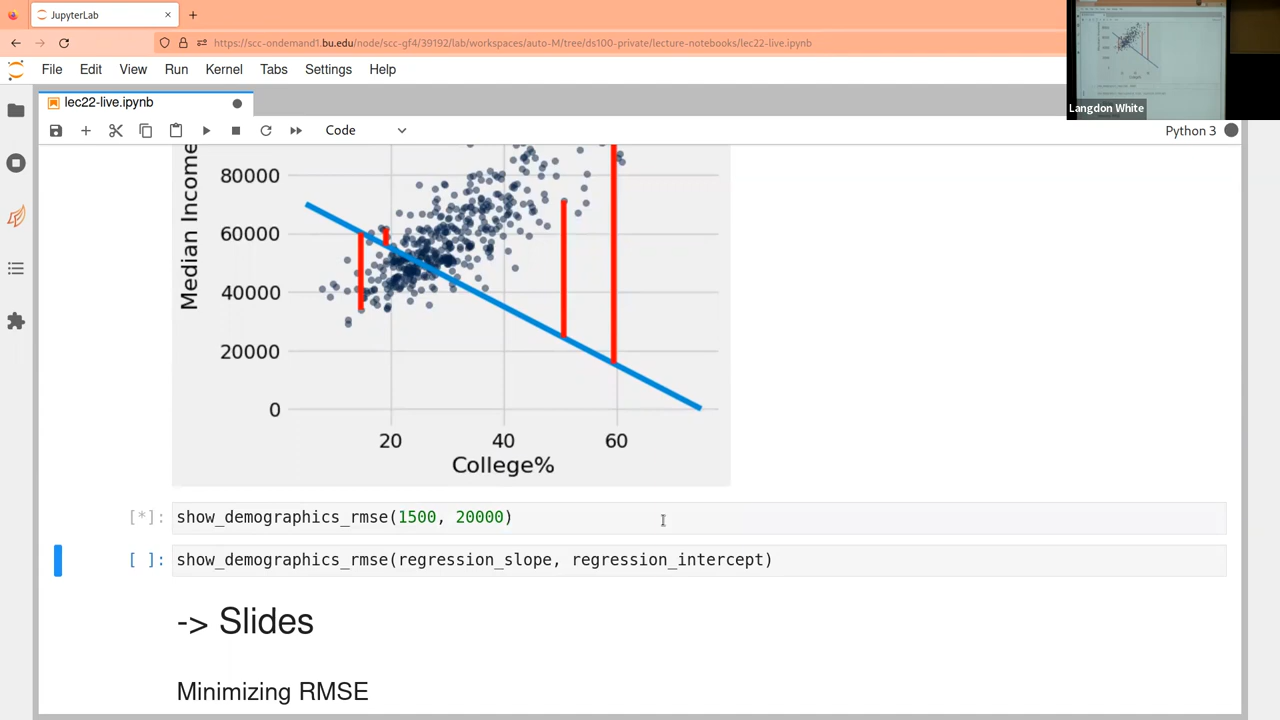 JupyterLab
https://scc-ondemand1.bu.edu/node/scc-gf4/39192/lab/workspaces/auto-M/tree/ds100-private/lecture-notebooks/lec22-live.ipynb
File Edit View Run Kernel Tabs Settings Help
Langdon White
lec22-live.ipynb
Code
Python 3
Median Income
80000
60000
40000
20000
0
20 40 60
College%
[*]: show_demographics_rmse(1500, 20000)
[ ]: show_demographics_rmse(regression_slope, regression_intercept)
-> Slides
Minimizing RMSE